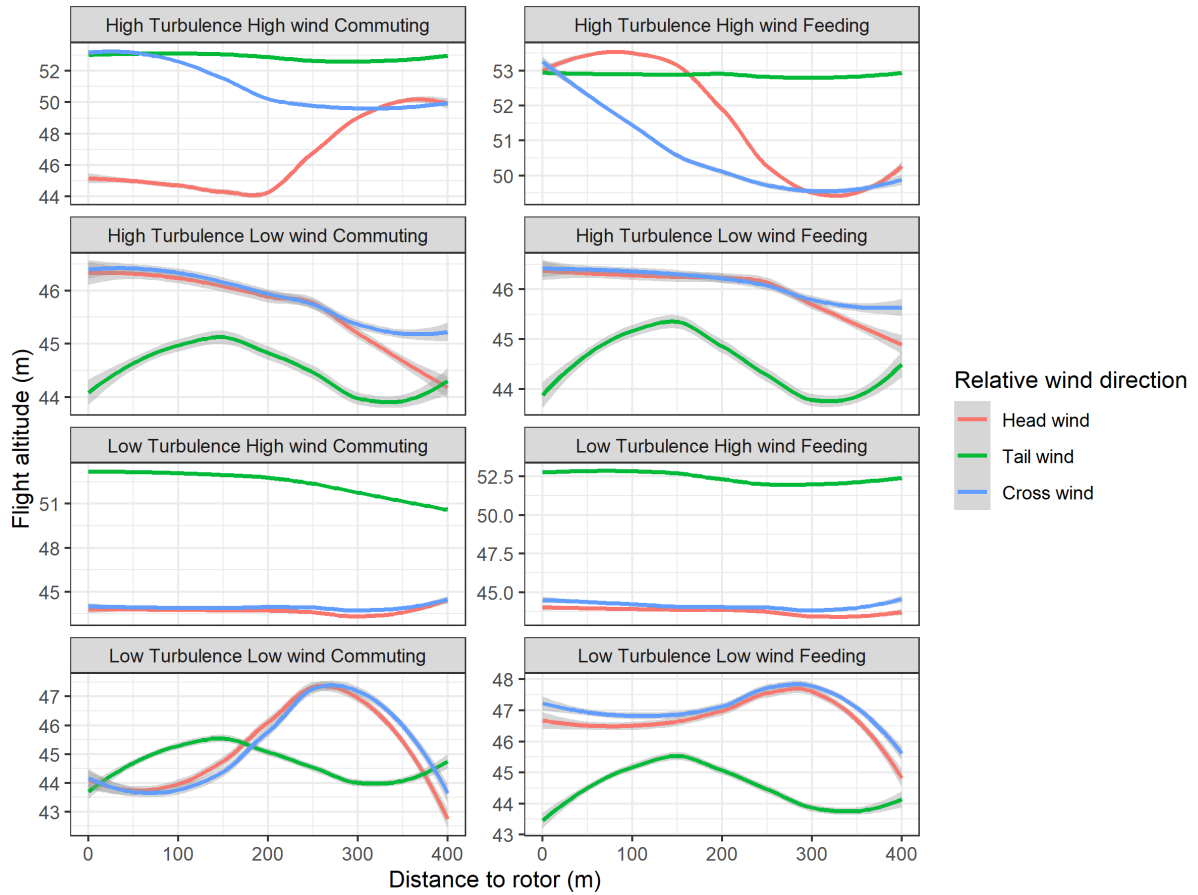 High Turbulence High wind Commuting
High Turbulence High wind Feeding
52
50
48
46
44
53
52
51
50
High Turbulence Low wind Commuting
High Turbulence Low wind Feeding
46
45
44
46
45
44
Low Turbulence High wind Commuting
Low Turbulence High wind Feeding
51
48
45
52.5
50.0
47.5
45.0
Low Turbulence Low wind Commuting
Low Turbulence Low wind Feeding
47
46
45
44
43
48
47
46
45
44
43
0 100 200 300 400
0 100 200 300 400
Distance to rotor (m)
Flight altitude (m)
Relative wind direction
Head wind
Tail wind
Cross wind